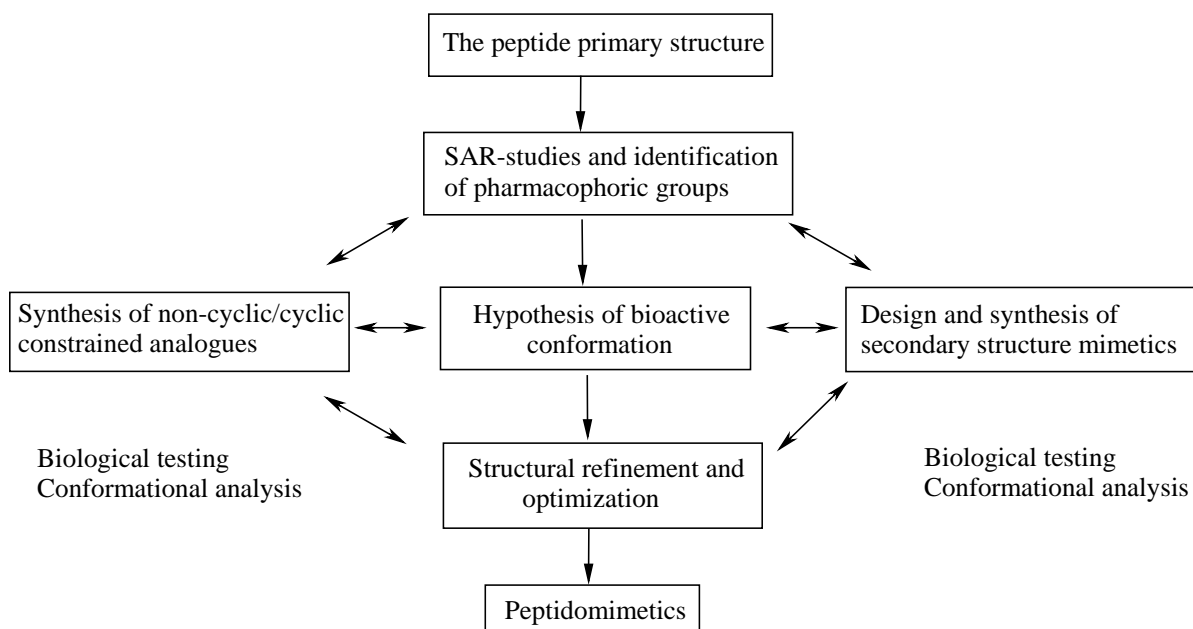 The peptide primary structure
SAR-studies and identification
of pharmacophoric groups
Synthesis of non-cyclic/cyclic
constrained analogues
Hypothesis of bioactive
conformation
Design and synthesis of
secondary structure mimetics
Biological testing
Conformational analysis
Structural refinement and
optimization
Biological testing
Conformational analysis
Peptidomimetics